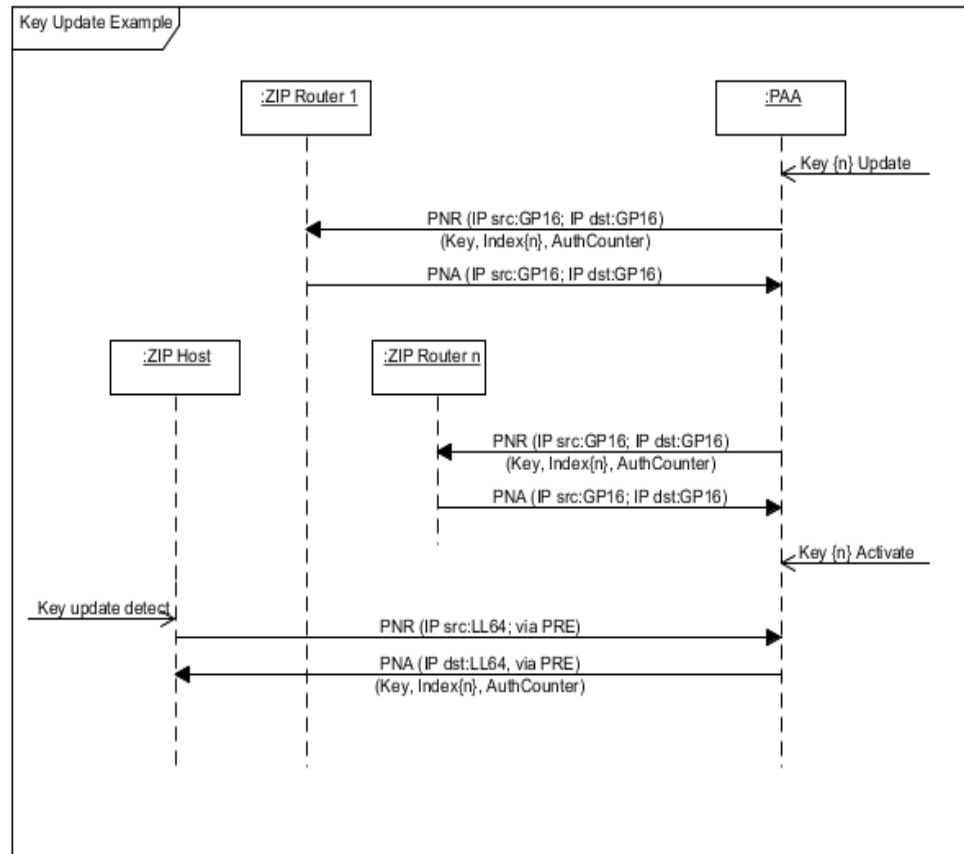 Key Update Example
:ZIP Router 1
:PAA
Key {n} Update
PNR (IP src:GP16; IP dst:GP16)
(Key, Index{n}, AuthCounter)
PNA (IP src:GP16; IP dst:GP16)
:ZIP Host
:ZIP Router n
PNR (IP src:GP16; IP dst:GP16)
(Key, Index{n}, AuthCounter)
PNA (IP src:GP16; IP dst:GP16)
Key {n} Activate
Key update detect
PNR (IP src:LL64; via PRE)
PNA (IP dst:LL64, via PRE)
(Key, Index{n}, AuthCounter)